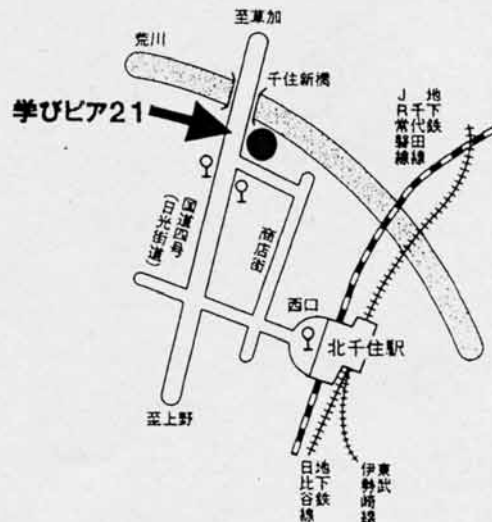 至草加
荒川
千住新橋
学びピア21
JR常磐線
地下鉄千代田線
国道四号
(日光街道)
商店街
西口
北千住駅
至上野
地下鉄日比谷線
東武伊勢崎線